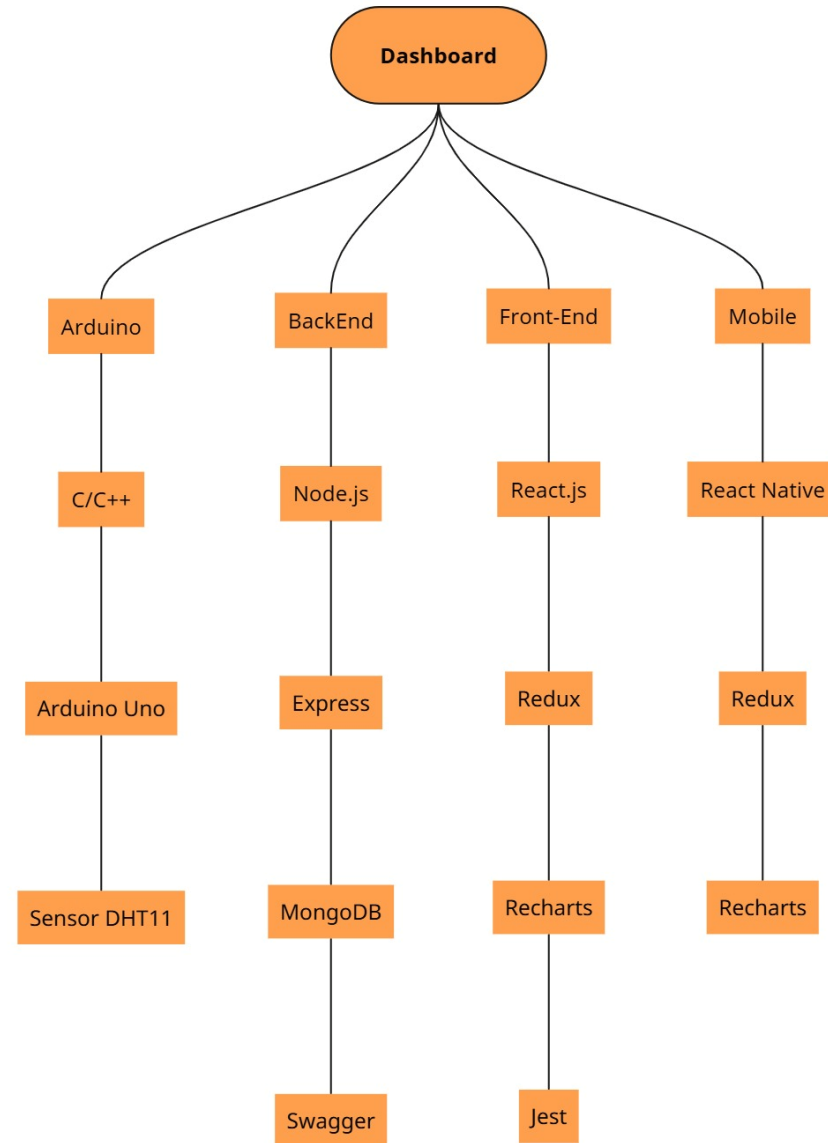 Dashboard
Arduino
BackEnd
Front-End
Mobile
C/C++
Node.js
React.js
React Native
Arduino Uno
Express
Redux
Redux
Sensor DHT11
MongoDB
Recharts
Recharts
Swagger
Jest